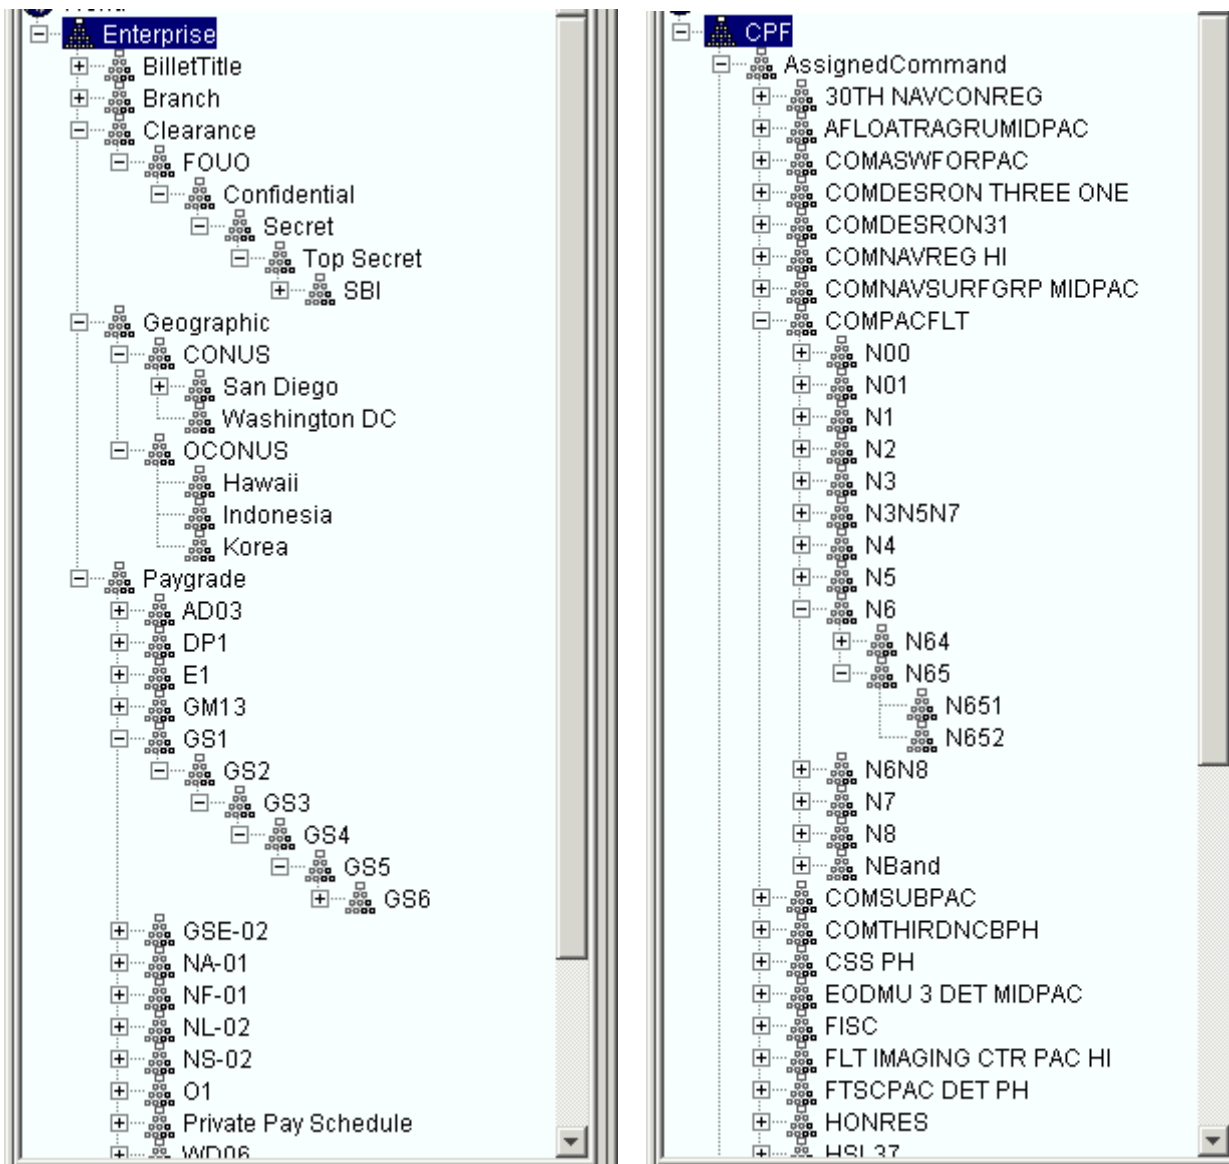 Enterprise
BilletTitle
Branch
Clearance
FOUO
Confidential
Secret
Top Secret
SBI
Geographic
CONUS
San Diego
Washington DC
OCONUS
Hawaii
Indonesia
Korea
Paygrade
AD03
DP1
E1
GM13
GS1
GS2
GS3
GS4
GS5
GS6
GSE-02
NA-01
NF-01
NL-02
NS-02
O1
Private Pay Schedule
WD06
CPF
AssignedCommand
30TH NAVCONREG
AFLOATRAGRUMIDPAC
COMASWFORPAC
COMDESRON THREE ONE
COMDESRON31
COMNAVREG HI
COMNAVSURFGRP MIDPAC
COMPACFLT
N00
N01
N1
N2
N3
N3N5N7
N4
N5
N6
N64
N65
N651
N652
N6N8
N7
N8
NBand
COMSUBPAC
COMTHIRDNCBPH
CSS PH
EODMU 3 DET MIDPAC
FISC
FLT IMAGING CTR PAC HI
FTSCPAC DET PH
HONRES
HSL37